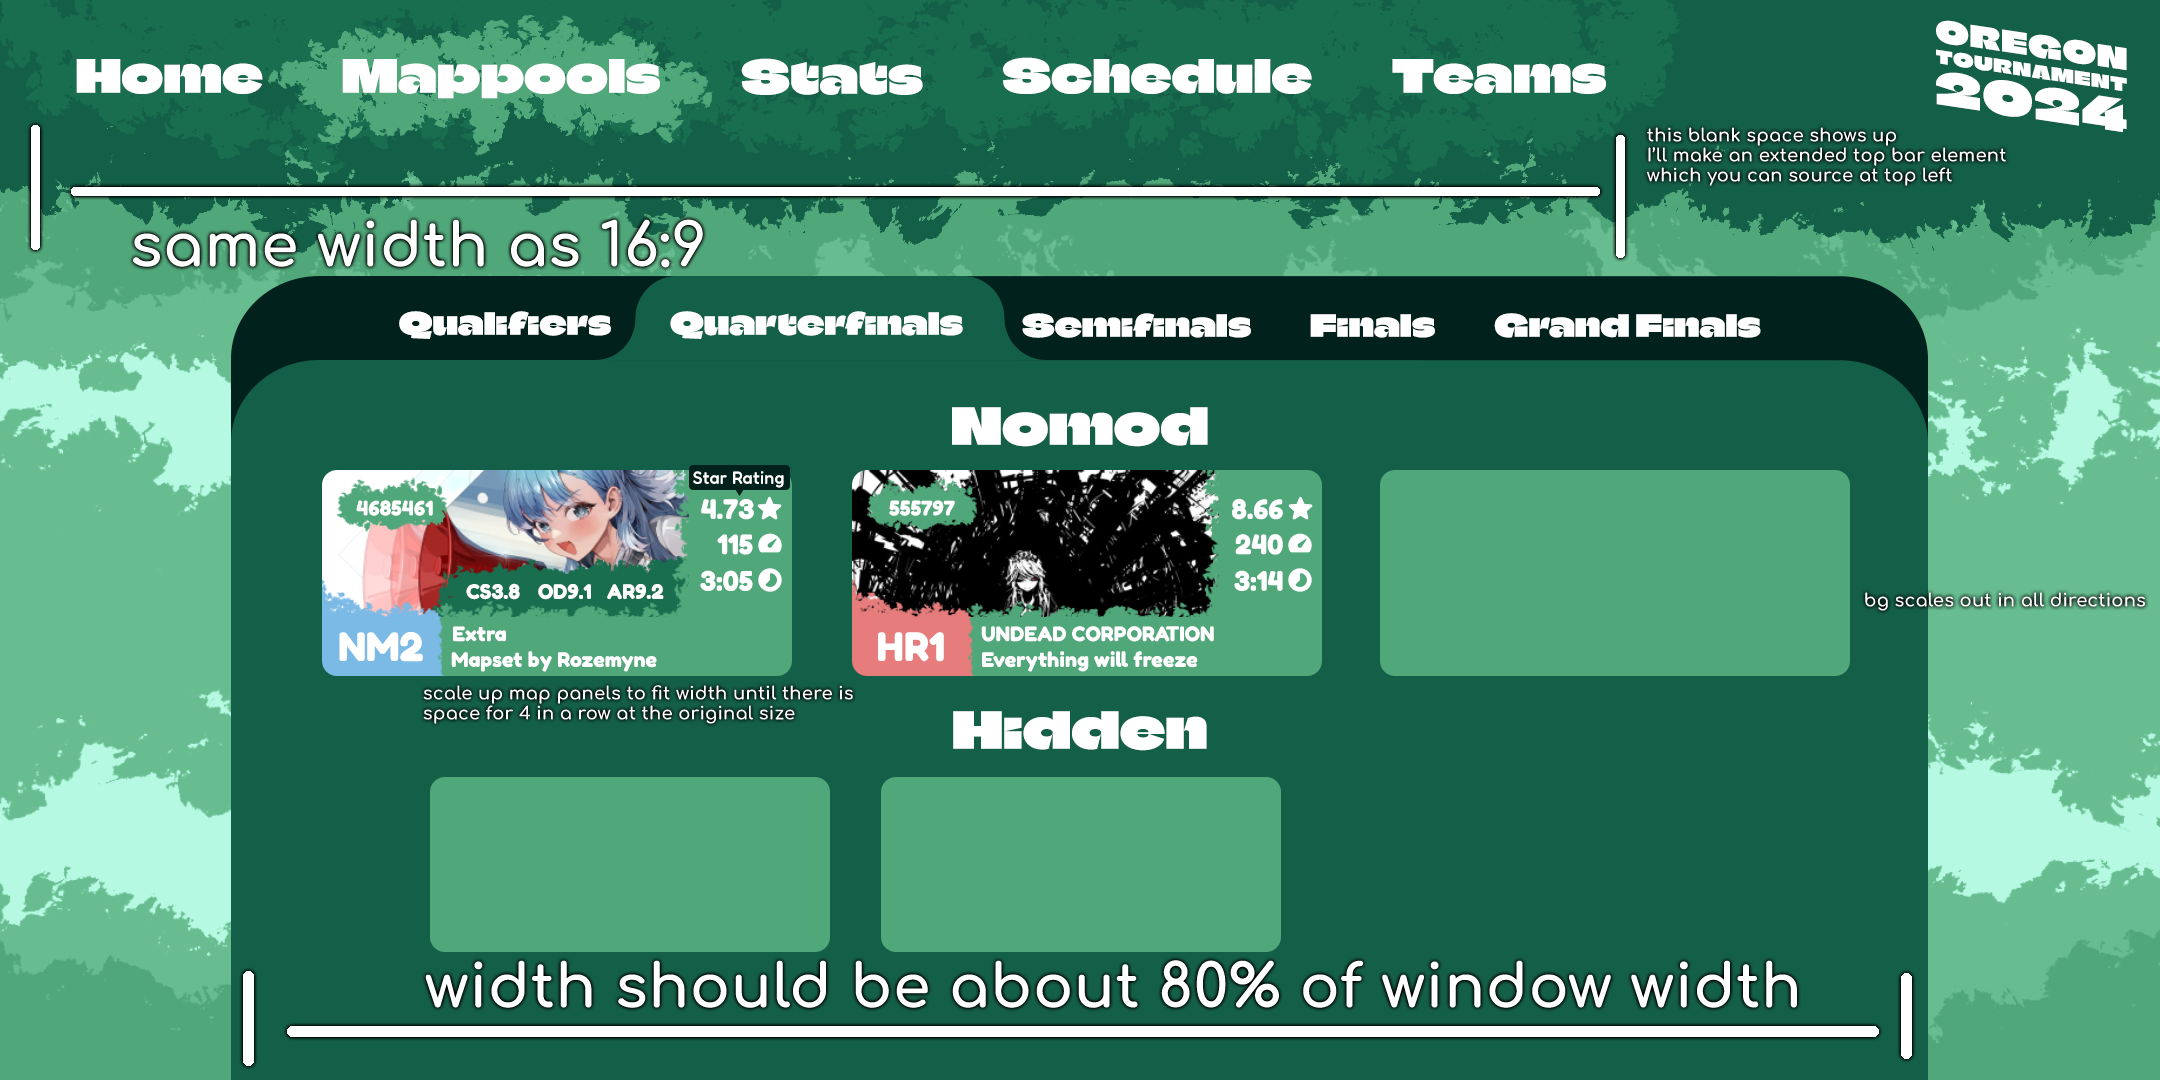 Home Mappools Stats Schedule Teams
OREGON
TOURNAMENT
2024
this blank space shows up
I'll make an extended top bar element
which you can source at top left
same width as 16:9
Qualifiers Quarterfinals Semifinals Finals Grand Finals
Nomod
4685461
Star Rating
4.73
115
3:05
CS3.8 OD9.1 AR9.2
NM2
Extra
Mapset by Rozemyne
555797
8.66
240
3:14
HR1
UNDEAD CORPORATION
Everything will freeze
bg scales out in all directions
scale up map panels to fit width until there is
space for 4 in a row at the original size
Hidden
width should be about 80% of window width